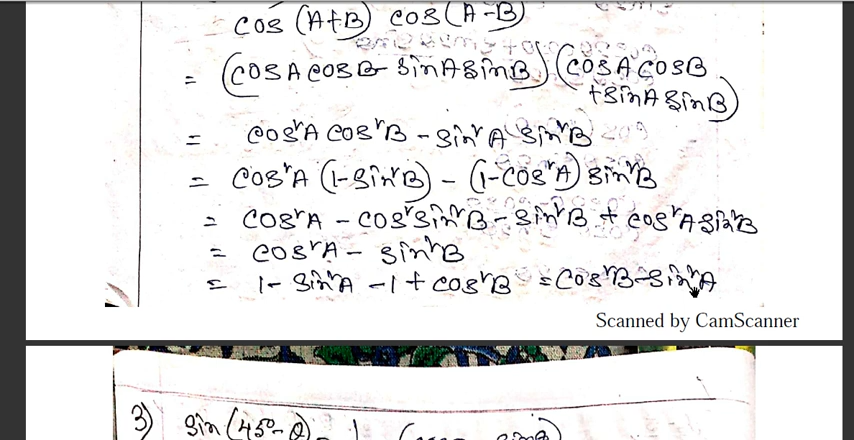 cos (A+B) cos (A-B)
= (cosA cosB - sinA sinB) (cosA cosB
+ sinA sinB)
= cos²A cos²B - sin²A sin²B
= cos²A (1-sin²B) - (1-cos²A) sin²B
= cos²A - cos²sin²B - sin²B + cos²A sin²B
= cos²A - sin²B
= 1 - sin²A - 1 + cos²B = cos²B - sin²A
Scanned by CamScanner
3) sin (45°-θ)